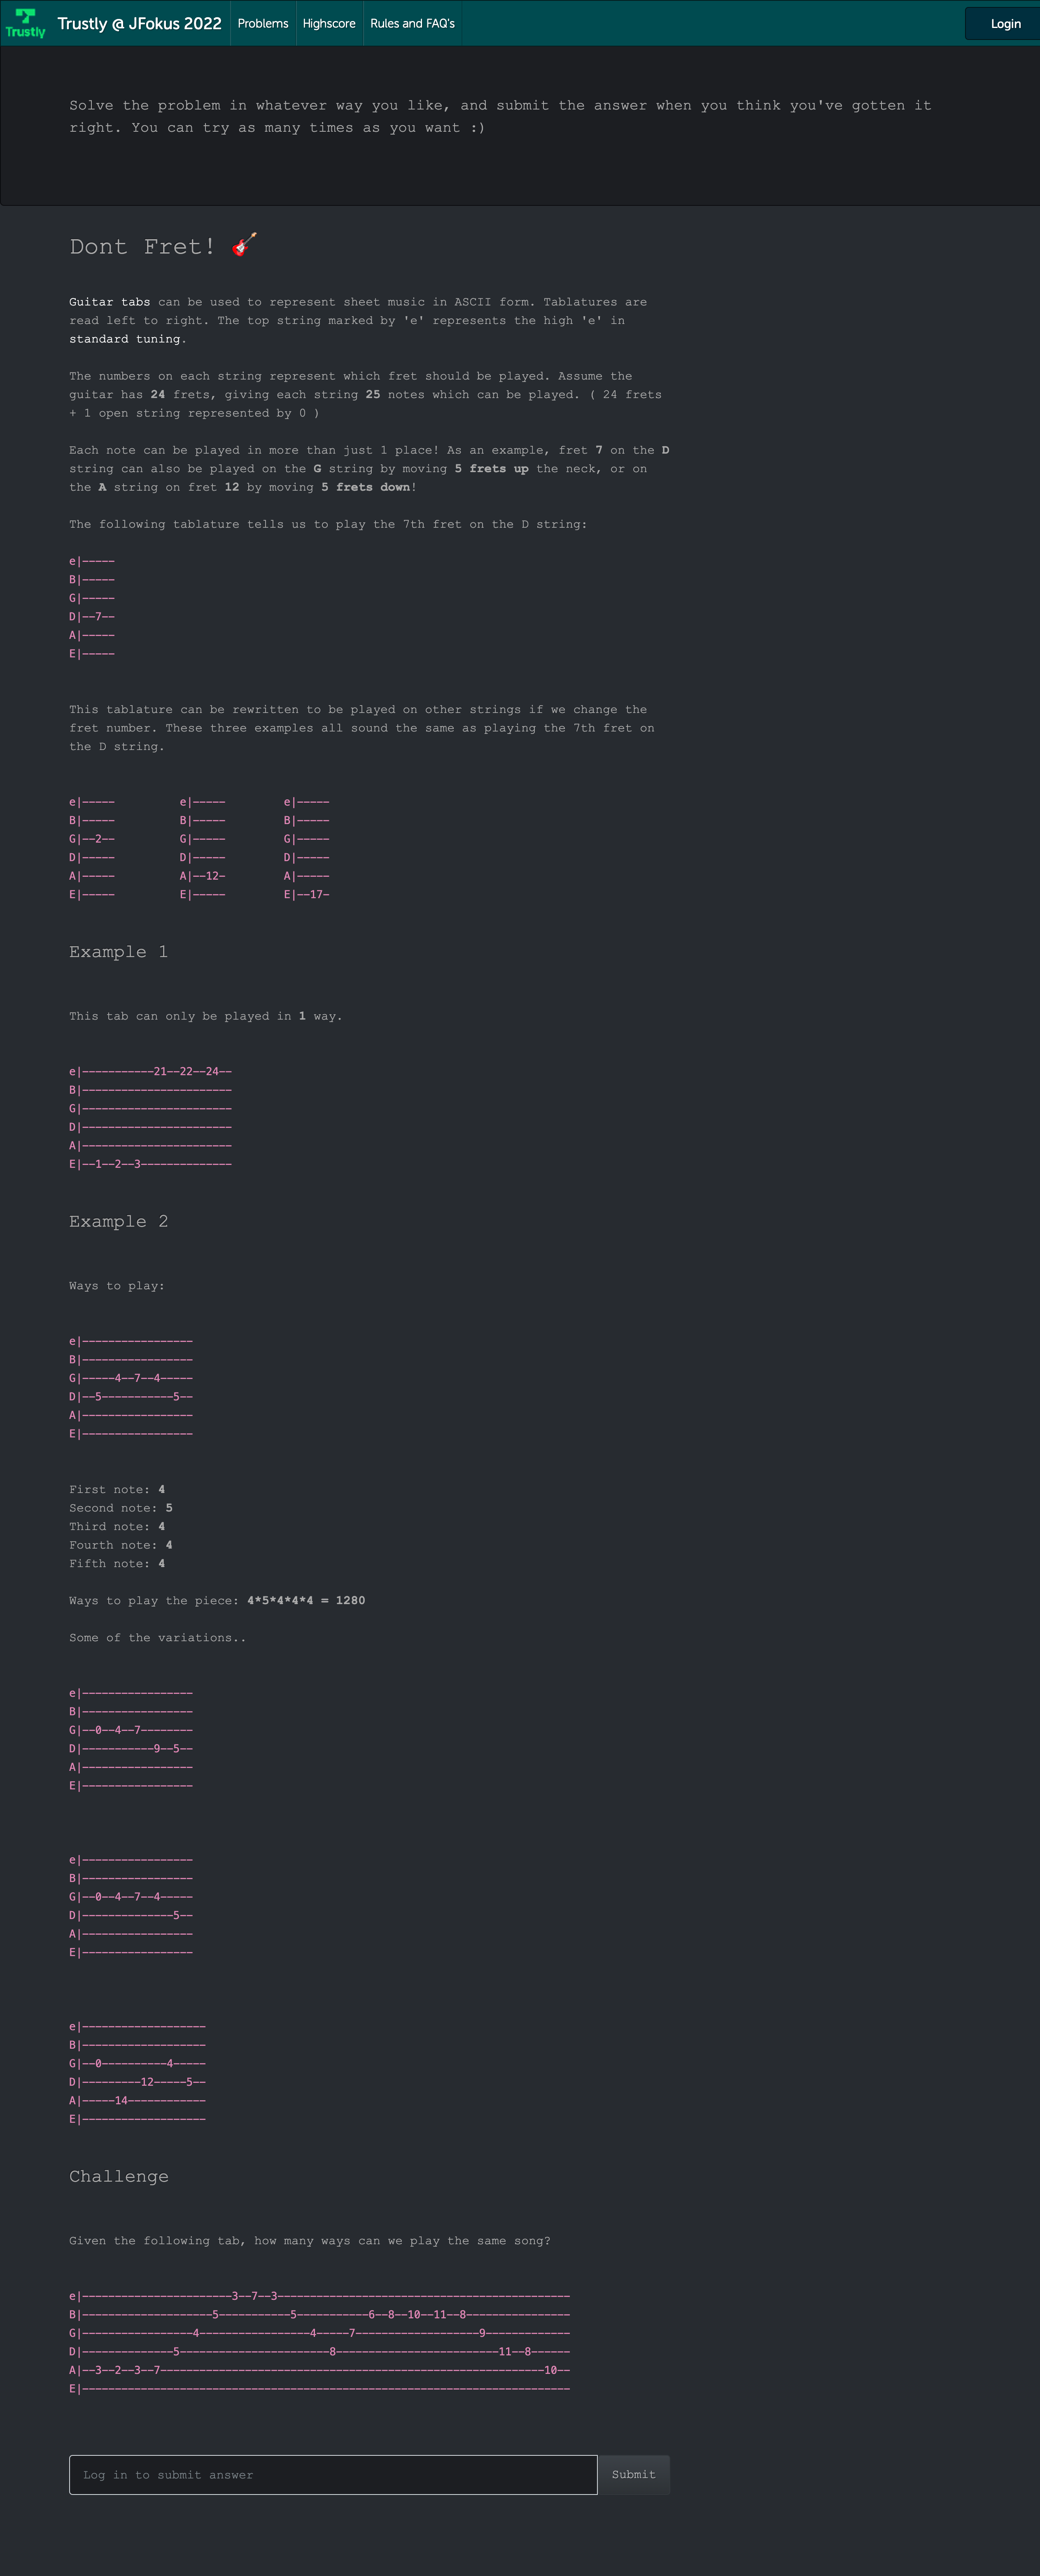 Trustly
Trustly @ JFokus 2022 Problems Highscore Rules and FAQ's Login
Solve the problem in whatever way you like, and submit the answer when you think you've gotten it
right. You can try as many times as you want :)
Dont Fret! 🎸
Guitar tabs can be used to represent sheet music in ASCII form. Tablatures are
read left to right. The top string marked by 'e' represents the high 'e' in
standard tuning.
The numbers on each string represent which fret should be played. Assume the
guitar has 24 frets, giving each string 25 notes which can be played. ( 24 frets
+ 1 open string represented by 0 )
Each note can be played in more than just 1 place! As an example, fret 7 on the D
string can also be played on the G string by moving 5 frets up the neck, or on
the A string on fret 12 by moving 5 frets down!
The following tablature tells us to play the 7th fret on the D string:
e|-----
B|-----
G|-----
D|--7--
A|-----
E|-----
This tablature can be rewritten to be played on other strings if we change the
fret number. These three examples all sound the same as playing the 7th fret on
the D string.
e|----- e|----- e|-----
B|----- B|----- B|-----
G|--2-- G|----- G|-----
D|----- D|----- D|-----
A|----- A|--12- A|-----
E|----- E|----- E|--17-
Example 1
This tab can only be played in 1 way.
e|-----------21--22--24--
B|-----------------------
G|-----------------------
D|-----------------------
A|-----------------------
E|--1--2--3--------------
Example 2
Ways to play:
e|-----------------
B|-----------------
G|-----4--7--4-----
D|--5-----------5--
A|-----------------
E|-----------------
First note: 4
Second note: 5
Third note: 4
Fourth note: 4
Fifth note: 4
Ways to play the piece: 4*5*4*4*4 = 1280
Some of the variations..
e|-----------------
B|-----------------
G|--0--4--7--------
D|-----------9--5--
A|-----------------
E|-----------------
e|-----------------
B|-----------------
G|--0--4--7--4-----
D|--------------5--
A|-----------------
E|-----------------
e|-------------------
B|-------------------
G|--0----------4-----
D|---------12-----5--
A|-----14------------
E|-------------------
Challenge
Given the following tab, how many ways can we play the same song?
e|-----------------------3--7--3---------------------------------------------
B|--------------------5-----------5-----------6--8--10--11--8----------------
G|-----------------4-----------------4-----7-------------------9-------------
D|--------------5-----------------------8-------------------------11--8------
A|--3--2--3--7-----------------------------------------------------------10--
E|---------------------------------------------------------------------------
Log in to submit answer Submit